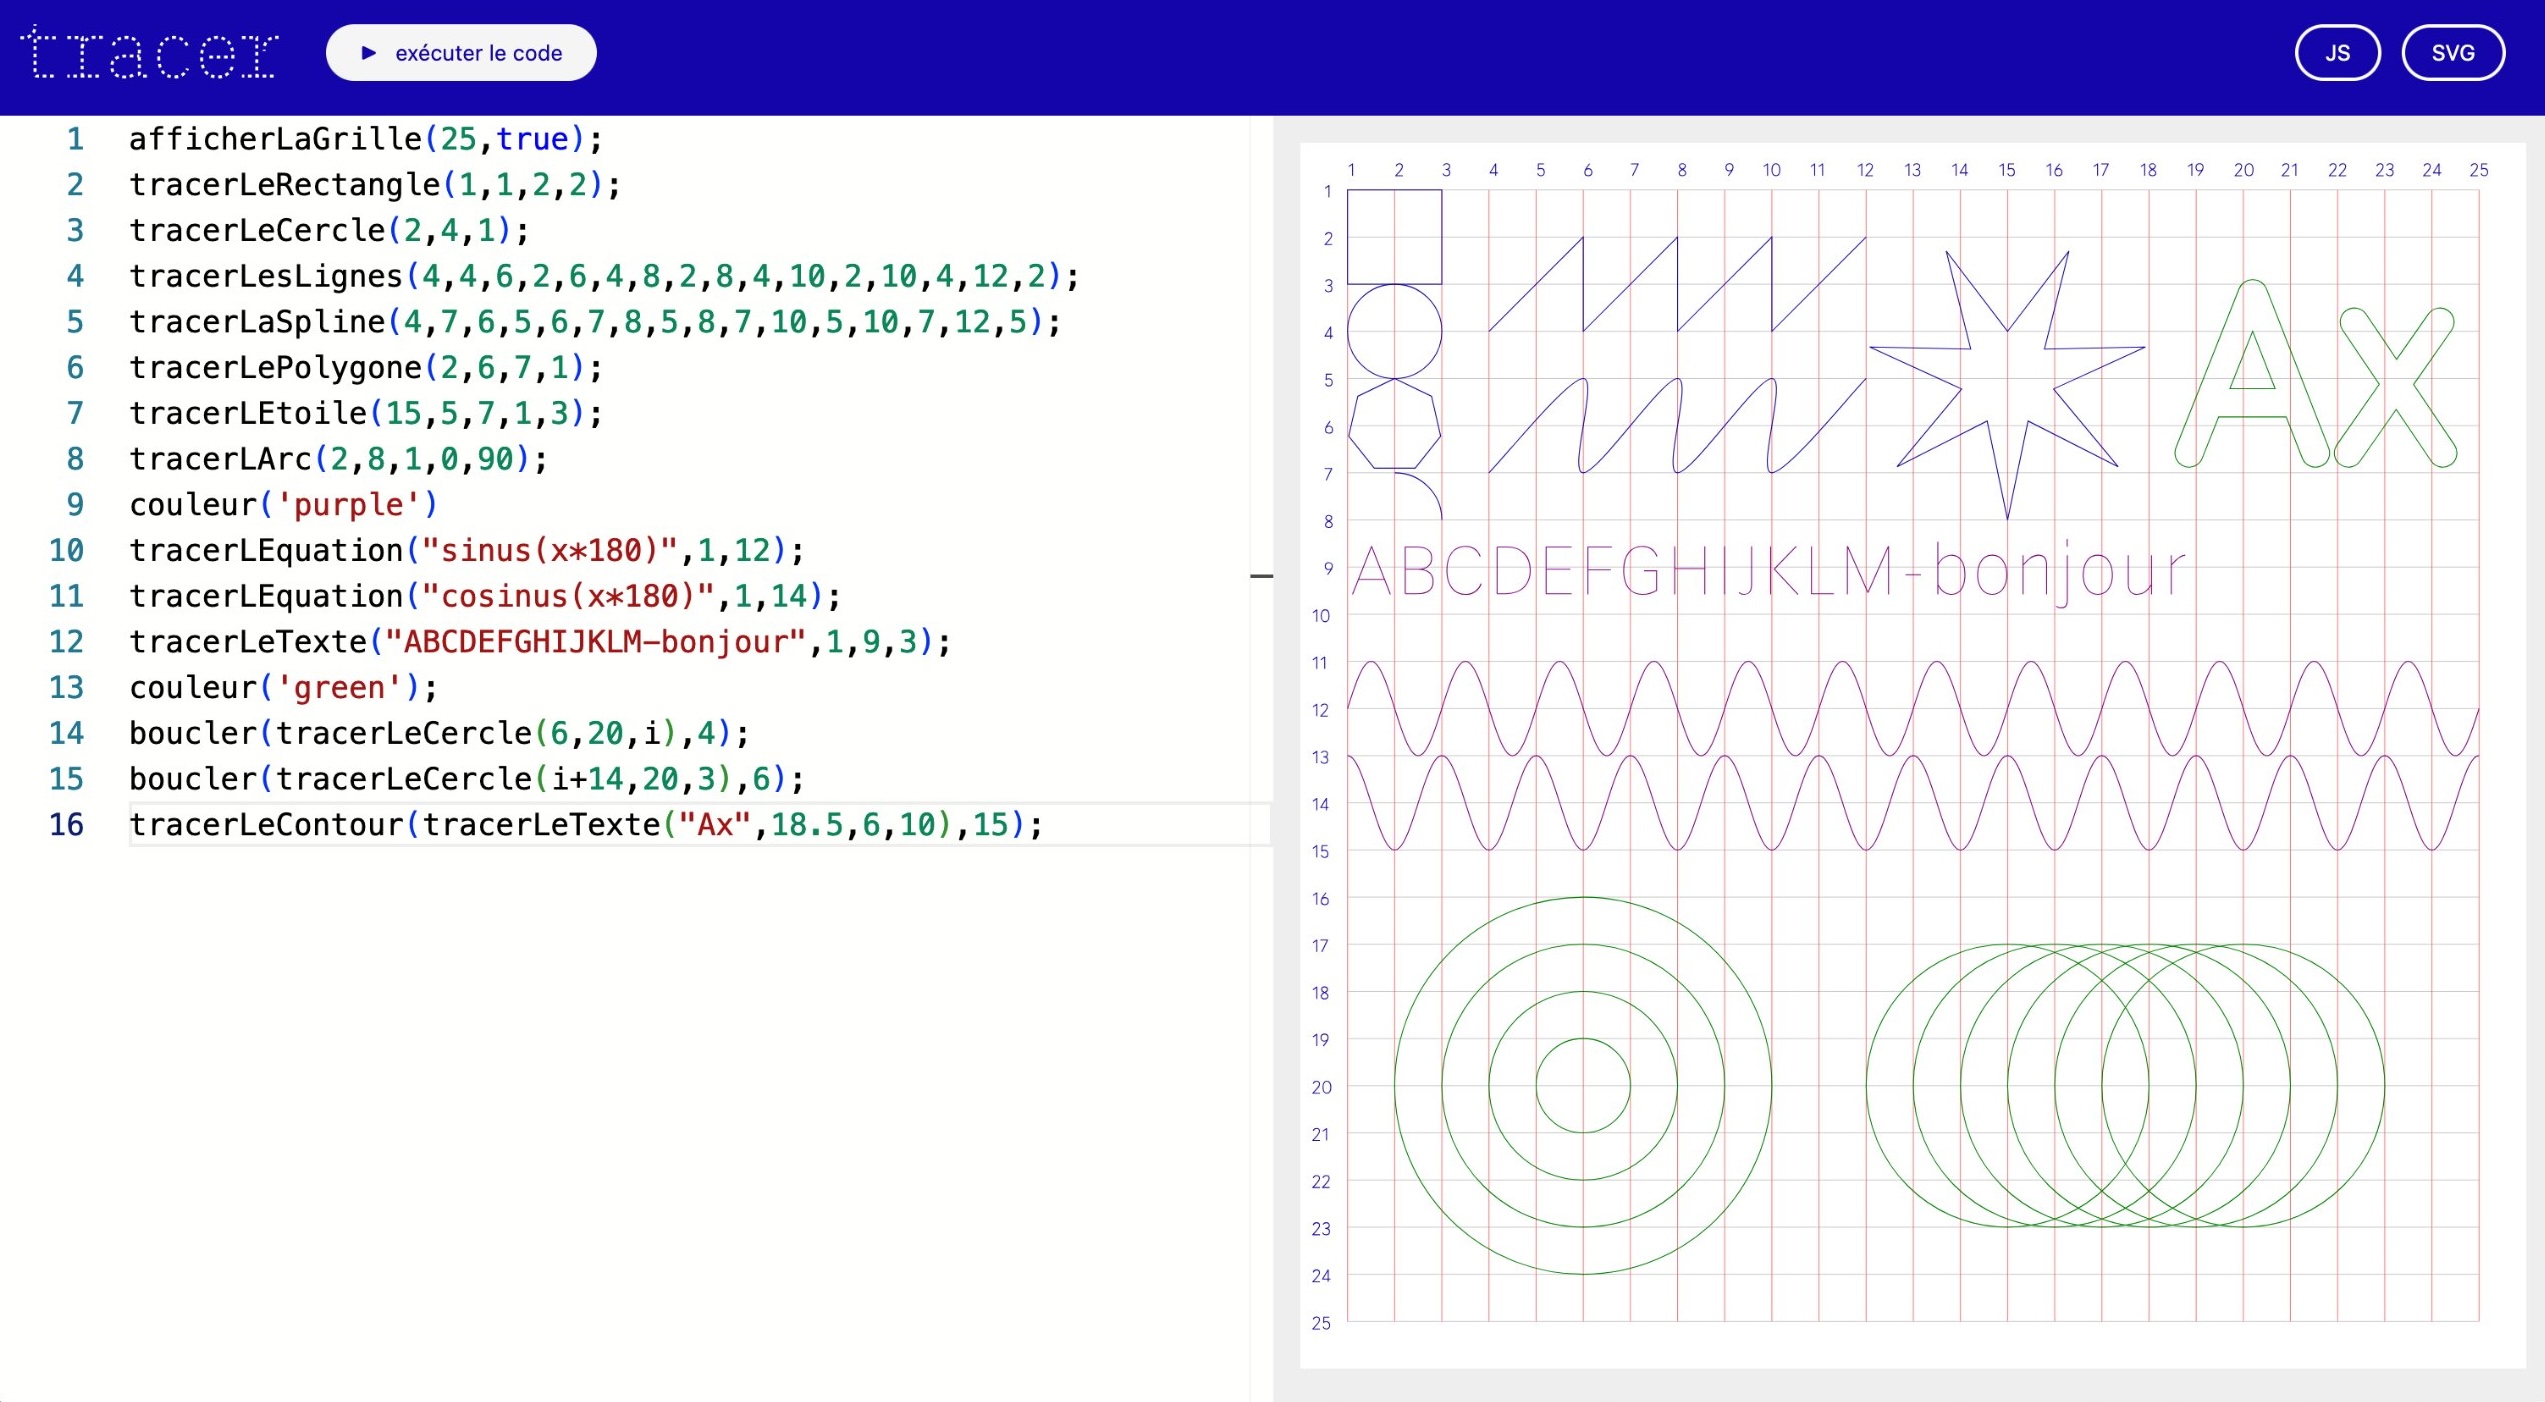 tracer
▶ exécuter le code
JS
SVG
1 afficherLaGrille(25,true);
2 tracerLeRectangle(1,1,2,2);
3 tracerLeCercle(2,4,1);
4 tracerLesLignes(4,4,6,2,6,4,8,2,8,4,10,2,10,4,12,2);
5 tracerLaSpline(4,7,6,5,6,7,8,5,8,7,10,5,10,7,12,5);
6 tracerLePolygone(2,6,7,1);
7 tracerLEtoile(15,5,7,1,3);
8 tracerLArc(2,8,1,0,90);
9 couleur('purple')
10 tracerLEquation("sinus(x*180)",1,12);
11 tracerLEquation("cosinus(x*180)",1,14);
12 tracerLeTexte("ABCDEFGHIJKLM–bonjour",1,9,3);
13 couleur('green');
14 boucler(tracerLeCercle(6,20,i),4);
15 boucler(tracerLeCercle(i+14,20,3),6);
16 tracerLeContour(tracerLeTexte("Ax",18.5,6,10),15);
1 2 3 4 5 6 7 8 9 10 11 12 13 14 15 16 17 18 19 20 21 22 23 24 25
1
2
3
4
5
6
7
8
9
10
11
12
13
14
15
16
17
18
19
20
21
22
23
24
25
Ax
ABCDEFGHIJKLM-bonjour